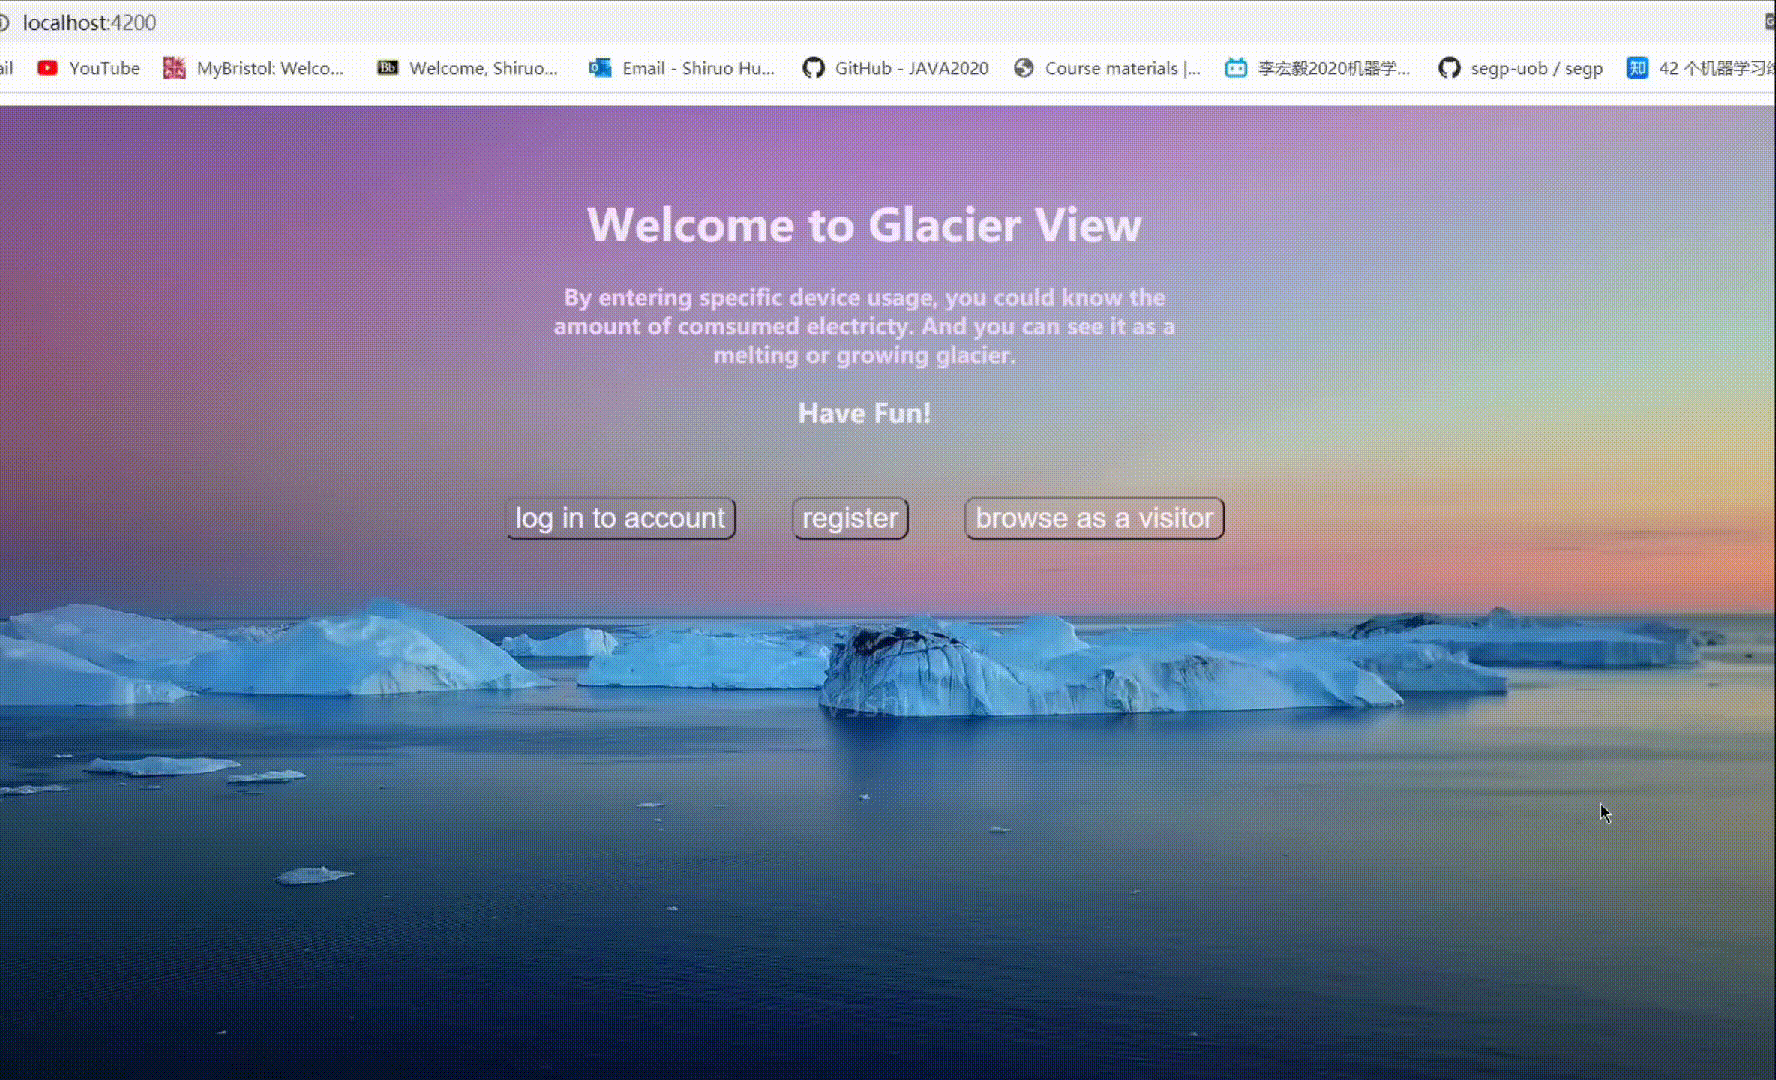 localhost:4200
ail YouTube MyBristol: Welco... Welcome, Shiruo... Email - Shiruo Hu... GitHub - JAVA2020 Course materials |... 李宏毅2020机器学... segp-uob / segp 42 个机器学习
Welcome to Glacier View
By entering specific device usage, you could know the
amount of comsumed electricty. And you can see it as a
melting or growing glacier.
Have Fun!
log in to account register browse as a visitor